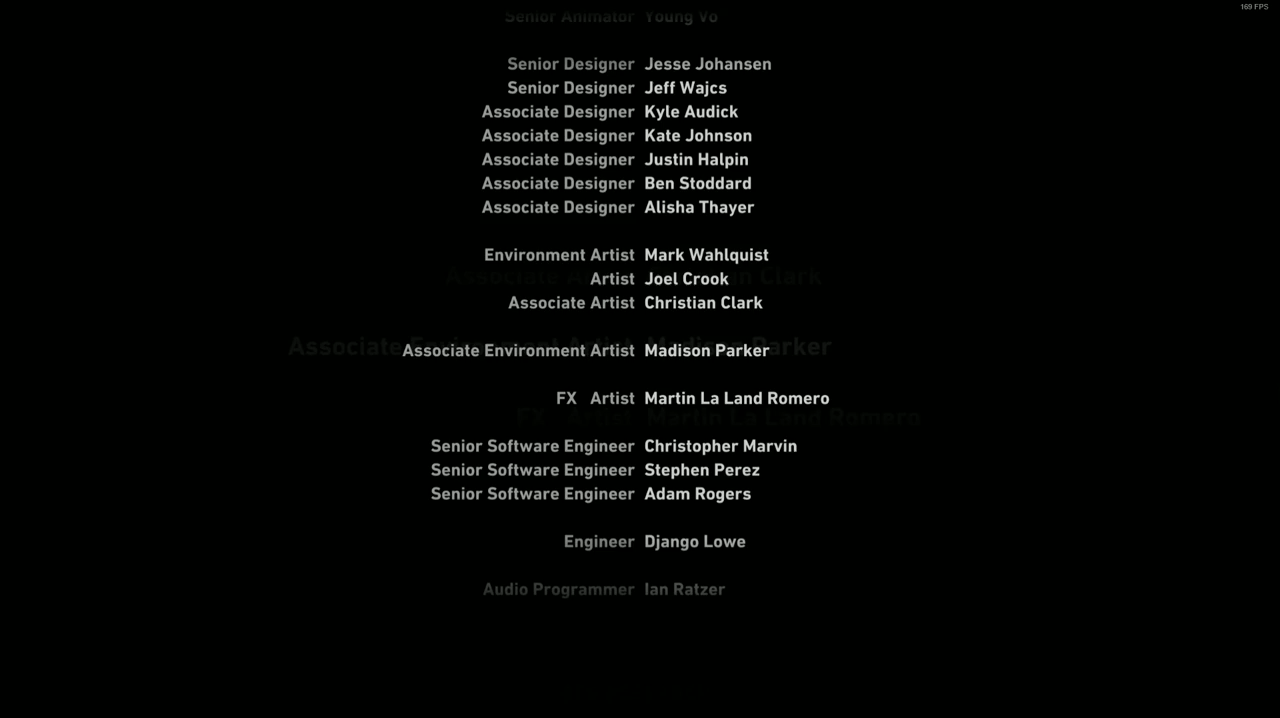 169 FPS
Senior Animator Young Vo
Senior Designer Jesse Johansen
Senior Designer Jeff Wajcs
Associate Designer Kyle Audick
Associate Designer Kate Johnson
Associate Designer Justin Halpin
Associate Designer Ben Stoddard
Associate Designer Alisha Thayer
Environment Artist Mark Wahlquist
Artist Joel Crook
Associate Artist Christian Clark
Associate Environment Artist Madison Parker
FX Artist Martin La Land Romero
Senior Software Engineer Christopher Marvin
Senior Software Engineer Stephen Perez
Senior Software Engineer Adam Rogers
Engineer Django Lowe
Audio Programmer Ian Ratzer